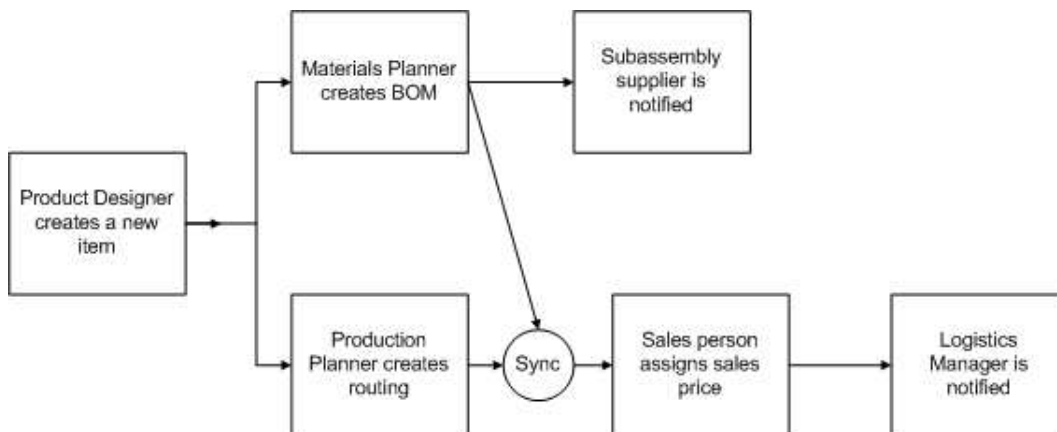 Materials Planner
creates BOM
Subassembly
supplier is
notified
Product Designer
creates a new
item
Production
Planner creates
routing
Sync
Sales person
assigns sales
price
Logistics
Manager is
notified